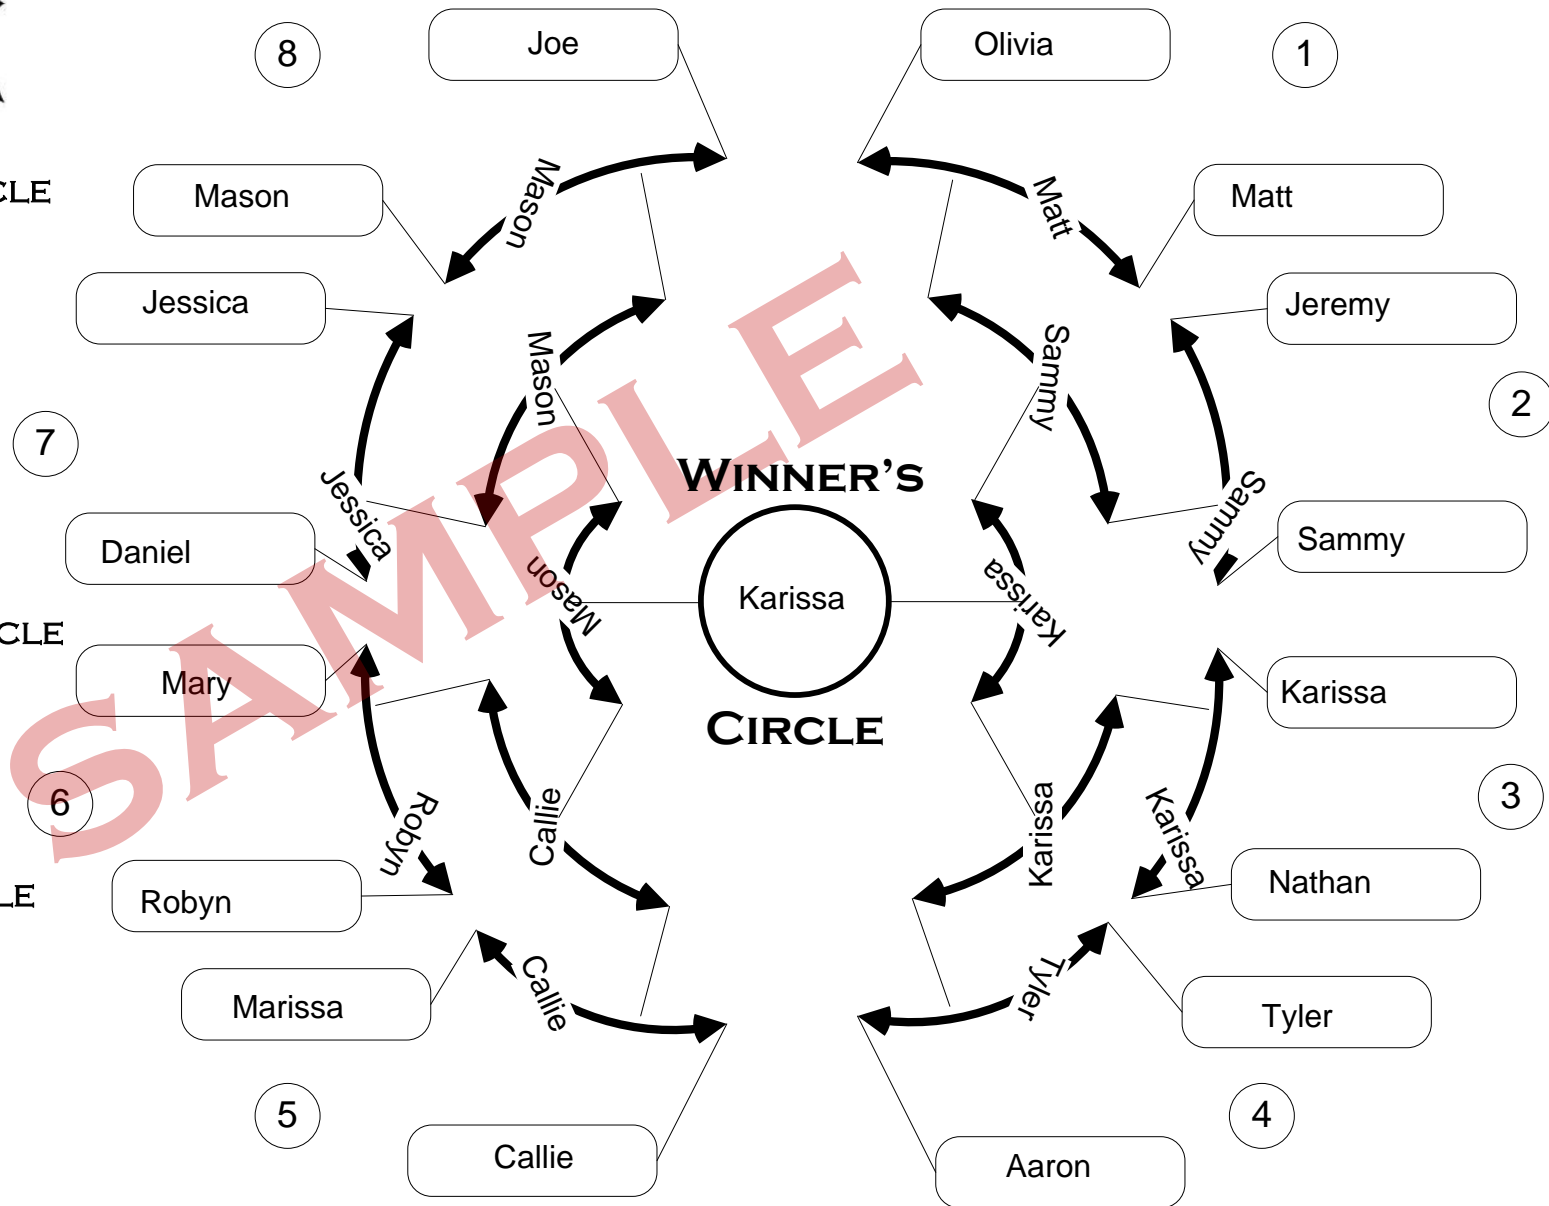 8
Joe
Olivia
1
Mason
Matt
CLE
Mason
Matt
Jessica
Jeremy
Mason
Sammy
2
7
WINNER'S
Jessica
Sammy
Daniel
Sammy
Mason
Karissa
Karissa
CLE
Mary
Karissa
CIRCLE
6
Robyn
Callie
Karissa
Karissa
3
LE
Robyn
Nathan
Marissa
Callie
Tyler
Tyler
5
4
Callie
Aaron
SAMPLE